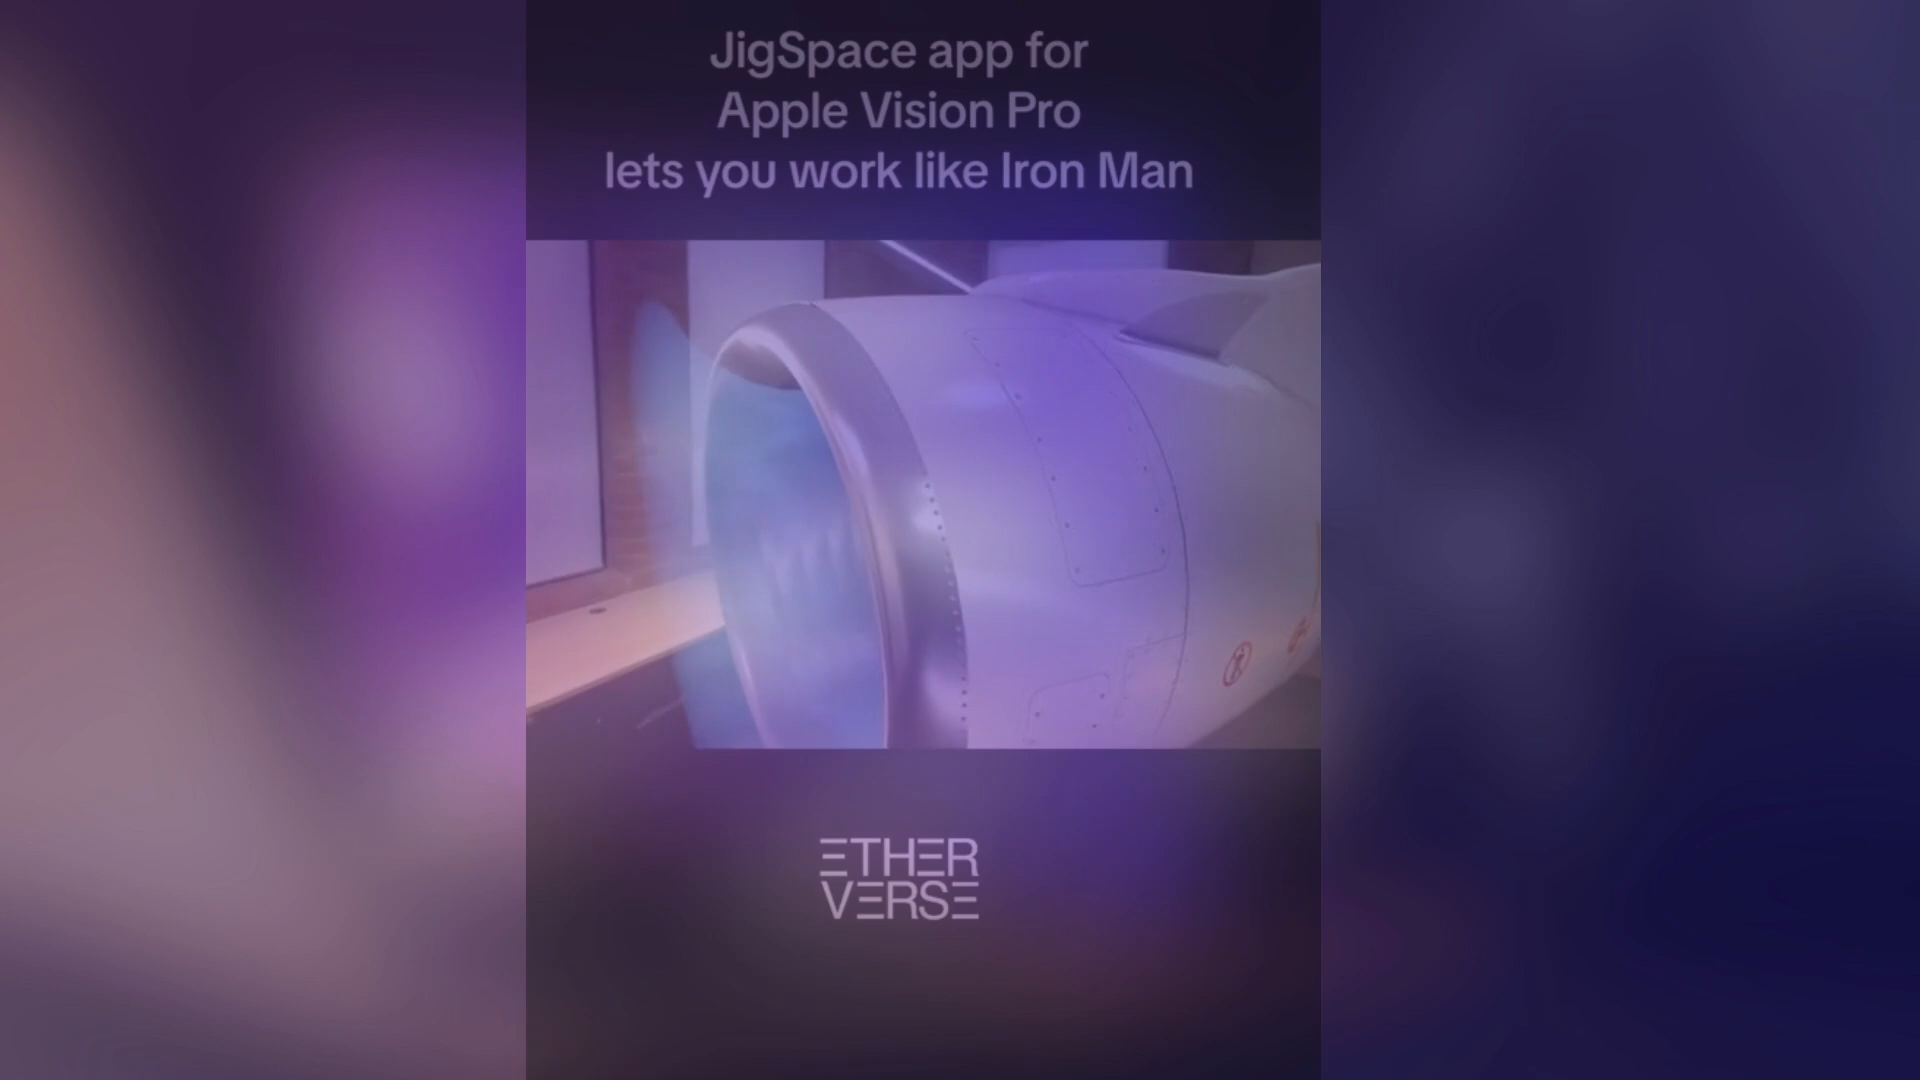 JigSpace app for
Apple Vision Pro
lets you work like Iron Man
ETHER
VERSE